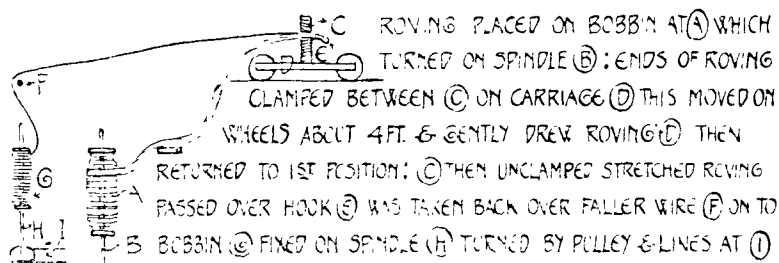 C ROVING PLACED ON BOBBIN AT Ⓐ WHICH
E TURNED ON SPINDLE Ⓑ: ENDS OF ROVING
D
CLAMPED BETWEEN Ⓒ ON CARRIAGE Ⓓ THIS MOVED ON
F
WHEELS ABOUT 4FT. & GENTLY DREW ROVING THEN
G
RETURNED TO 1ST POSITION: Ⓒ THEN UNCLAMPED STRETCHED ROVING
A
PASSED OVER HOOK Ⓔ WAS TAKEN BACK OVER FALLER WIRE Ⓕ ON TO
H I
B BOBBIN Ⓖ FIXED ON SPINDLE Ⓗ TURNED BY PULLEY & LINES AT Ⓘ